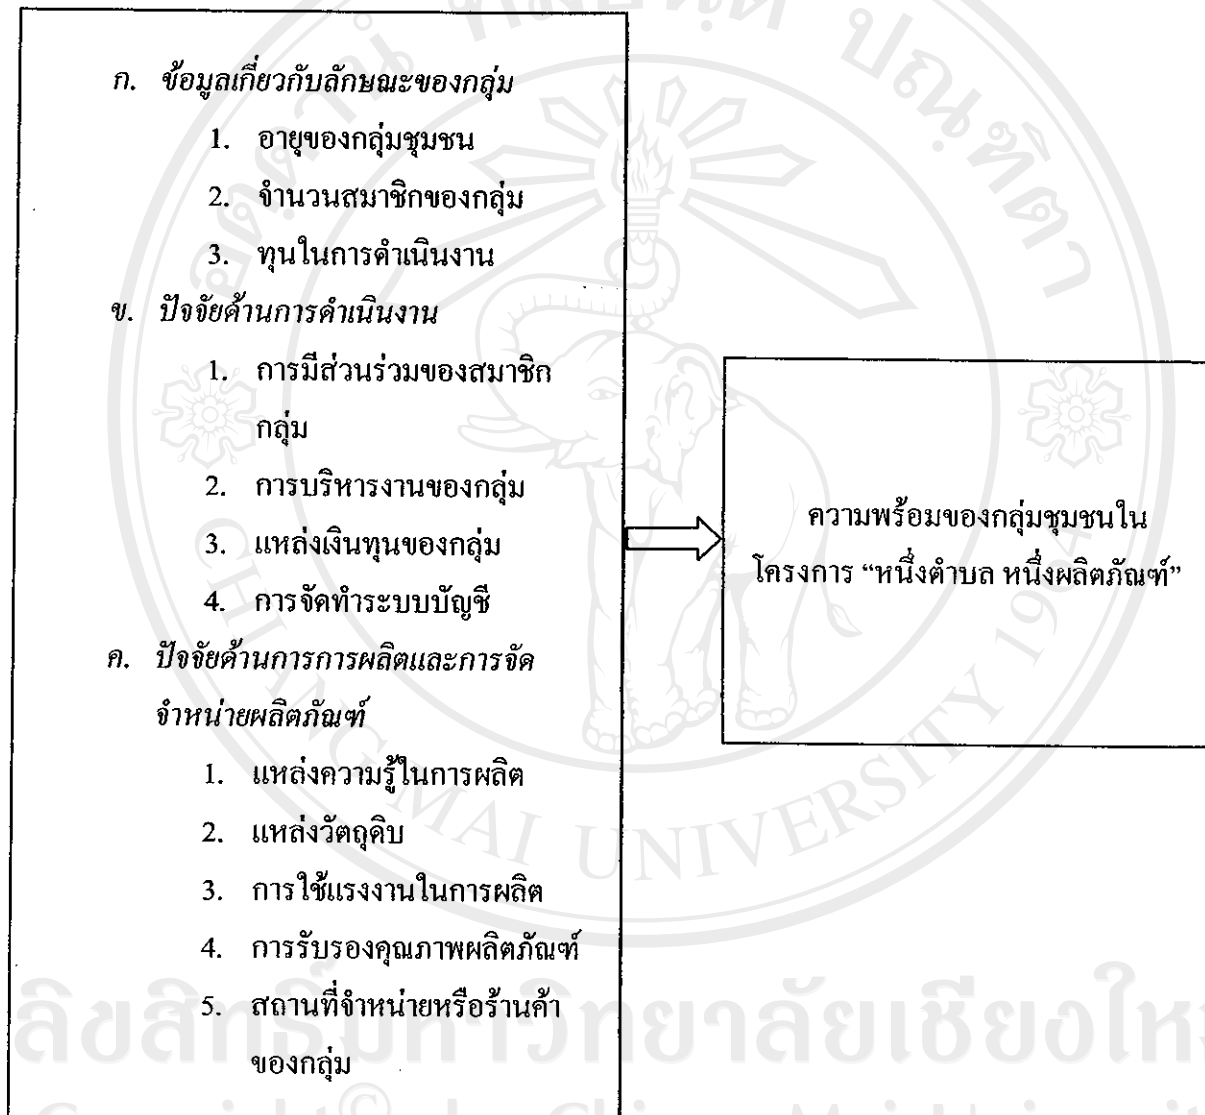 ก. ข้อมูลเกี่ยวกับลักษณะของกลุ่ม
1. อายุของกลุ่มชุมชน
2. จำนวนสมาชิกของกลุ่ม
3. ทุนในการดำเนินงาน
ข. ปัจจัยด้านการดำเนินงาน
1. การมีส่วนร่วมของสมาชิก
กลุ่ม
2. การบริหารงานของกลุ่ม
3. แหล่งเงินทุนของกลุ่ม
4. การจัดทำระบบบัญชี
ค. ปัจจัยด้านการการผลิตและการจัด
จำหน่ายผลิตภัณฑ์
1. แหล่งความรู้ในการผลิต
2. แหล่งวัตถุดิบ
3. การใช้แรงงานในการผลิต
4. การรับรองคุณภาพผลิตภัณฑ์
5. สถานที่จำหน่ายหรือร้านค้า
ของกลุ่ม
ความพร้อมของกลุ่มชุมชนใน
โครงการ “หนึ่งตำบล หนึ่งผลิตภัณฑ์”
CHIANG MAI UNIVERSITY
ลิขสิทธิ์มหาวิทยาลัยเชียงใหม